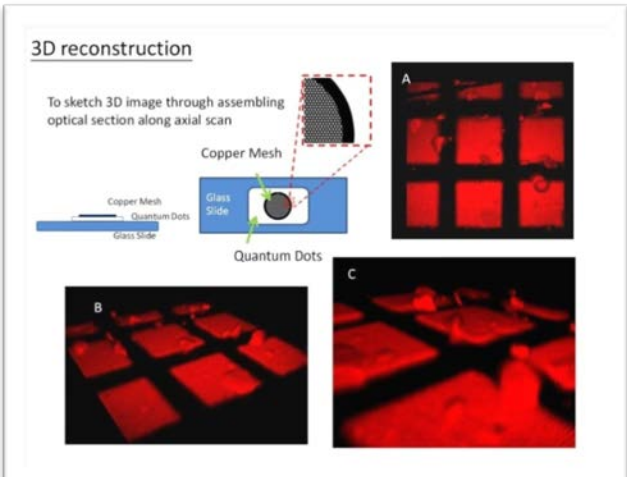 3D reconstruction
To sketch 3D image through assembling
optical section along axial scan
Copper Mesh
Glass
Slide
Copper Mesh
Quantum Dots
Glass Slide
Quantum Dots
A
B
C